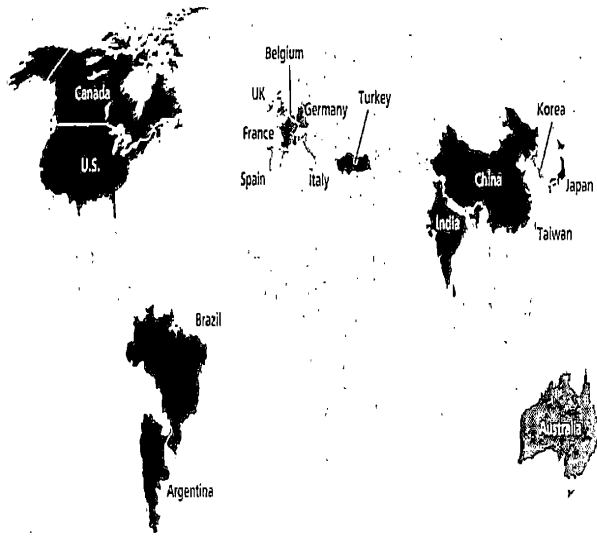 Belgium
Canada
UK
Germany
Turkey
Korea
France
U.S.
Spain
Italy
China
Japan
India
Taiwan
Brazil
Australia
Argentina